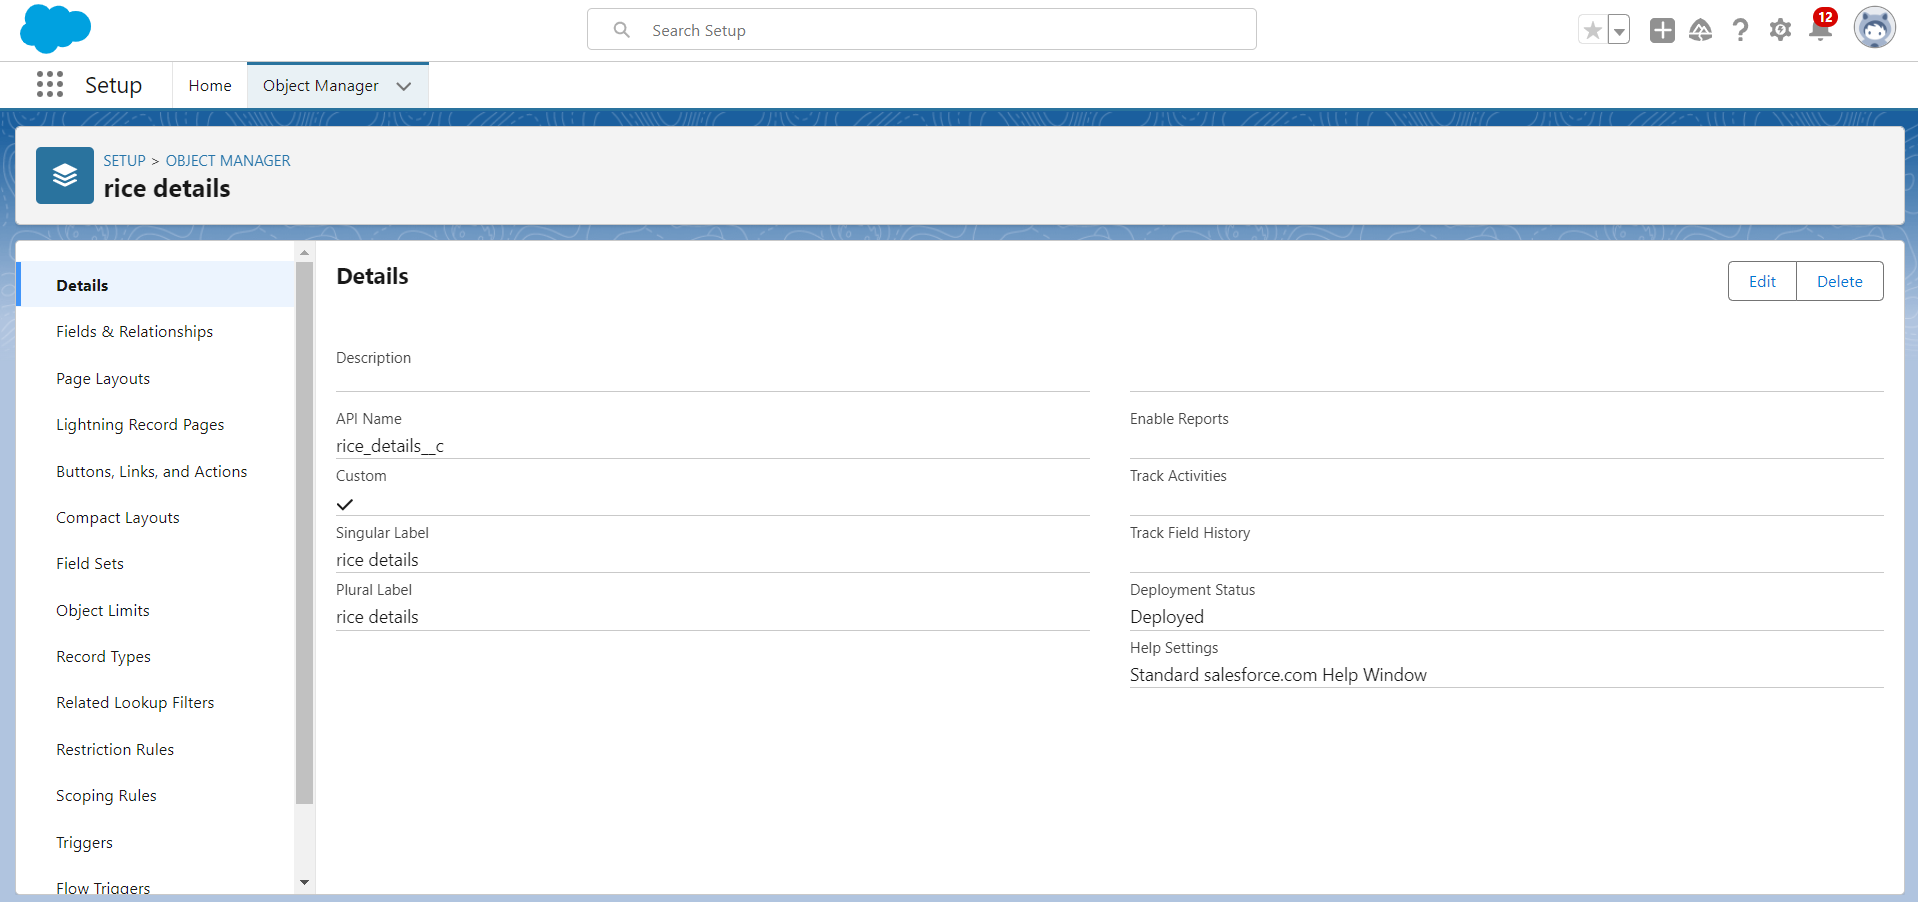 Search Setup
12
Setup
Home
Object Manager
SETUP > OBJECT MANAGER
rice details
Details
Fields & Relationships
Page Layouts
Lightning Record Pages
Buttons, Links, and Actions
Compact Layouts
Field Sets
Object Limits
Record Types
Related Lookup Filters
Restriction Rules
Scoping Rules
Triggers
Flow Triggers
Details
Edit
Delete
Description
API Name
rice_details__c
Custom
Singular Label
rice details
Plural Label
rice details
Enable Reports
Track Activities
Track Field History
Deployment Status
Deployed
Help Settings
Standard salesforce.com Help Window